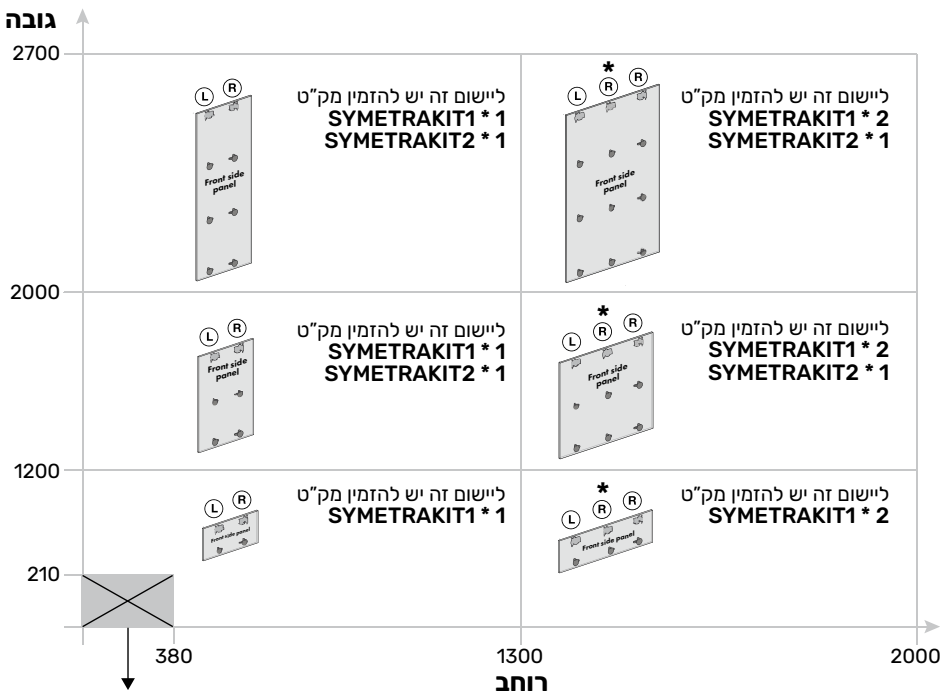 גובה
2700
L R
Front side
panel
ליישום זה יש להזמין מק"ט
SYMETRAKIT1 * 1
SYMETRAKIT2 * 1
*
L R R
Front side
panel
ליישום זה יש להזמין מק"ט
SYMETRAKIT1 * 2
SYMETRAKIT2 * 1
2000
L R
Front side
panel
ליישום זה יש להזמין מק"ט
SYMETRAKIT1 * 1
SYMETRAKIT2 * 1
*
L R R
Front side
panel
ליישום זה יש להזמין מק"ט
SYMETRAKIT1 * 2
SYMETRAKIT2 * 1
1200
L R
Front side panel
ליישום זה יש להזמין מק"ט
SYMETRAKIT1 * 1
*
L R R
Front side panel
ליישום זה יש להזמין מק"ט
SYMETRAKIT1 * 2
210
380
1300
2000
רוחב